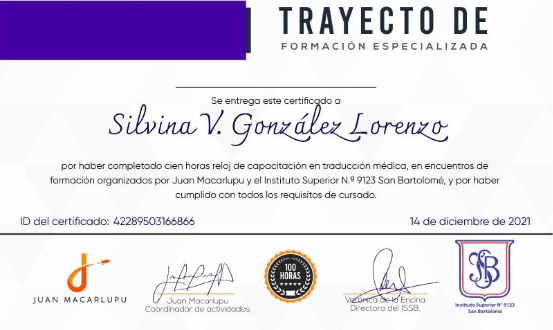 TRAYECTO DE
FORMACIÓN ESPECIALIZADA
Se entrega este certificado a
Silvina V. González Lorenzo
por haber completado cien horas reloj de capacitación en traducción médica, en encuentros de
formación organizados por Juan Macarlupu y el Instituto Superior N.º 9123 San Bartolomé, y por haber
cumplido con todos los requisitos de cursado.
ID del certificado: 42289503166866
14 de diciembre de 2021
JUAN MACARLUPU
Juan Macarlupu
Coordinador de actividades
100
HORAS
Verónica de la Encina
Directora del ISSB.
ISB
Instituto Superior N° 9123
San Bartolomé